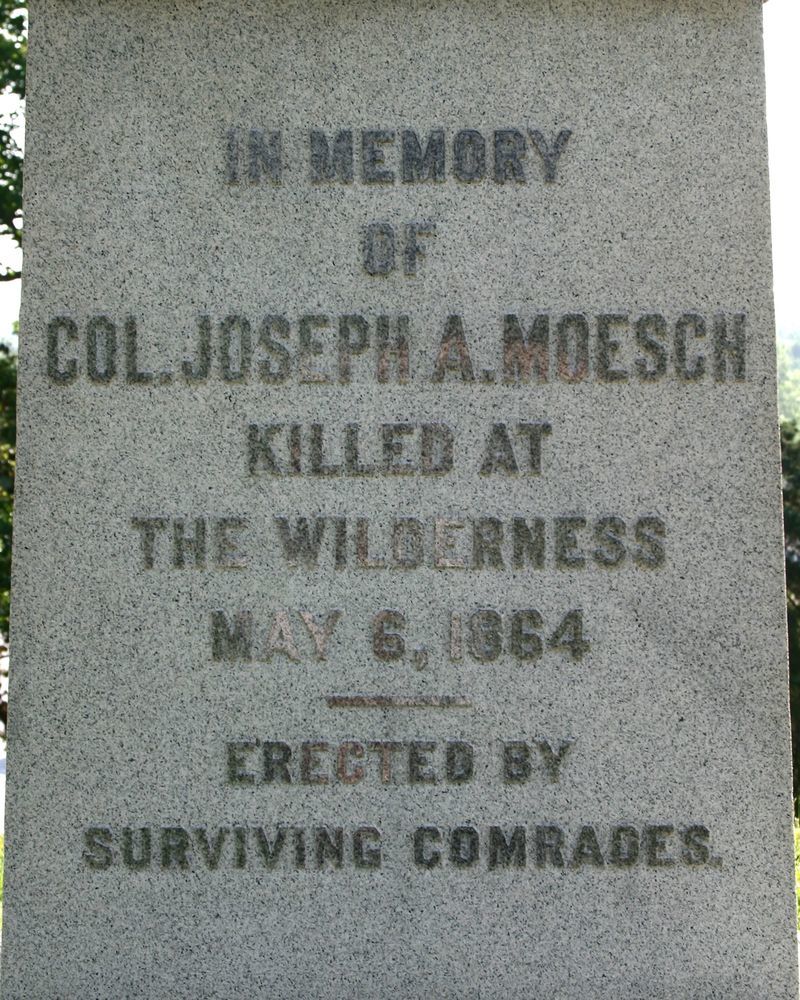 IN MEMORY
OF
COL. JOSEPH A. MOESCH
KILLED AT
THE WILDERNESS
MAY 6, 1864
ERECTED BY
SURVIVING COMRADES.